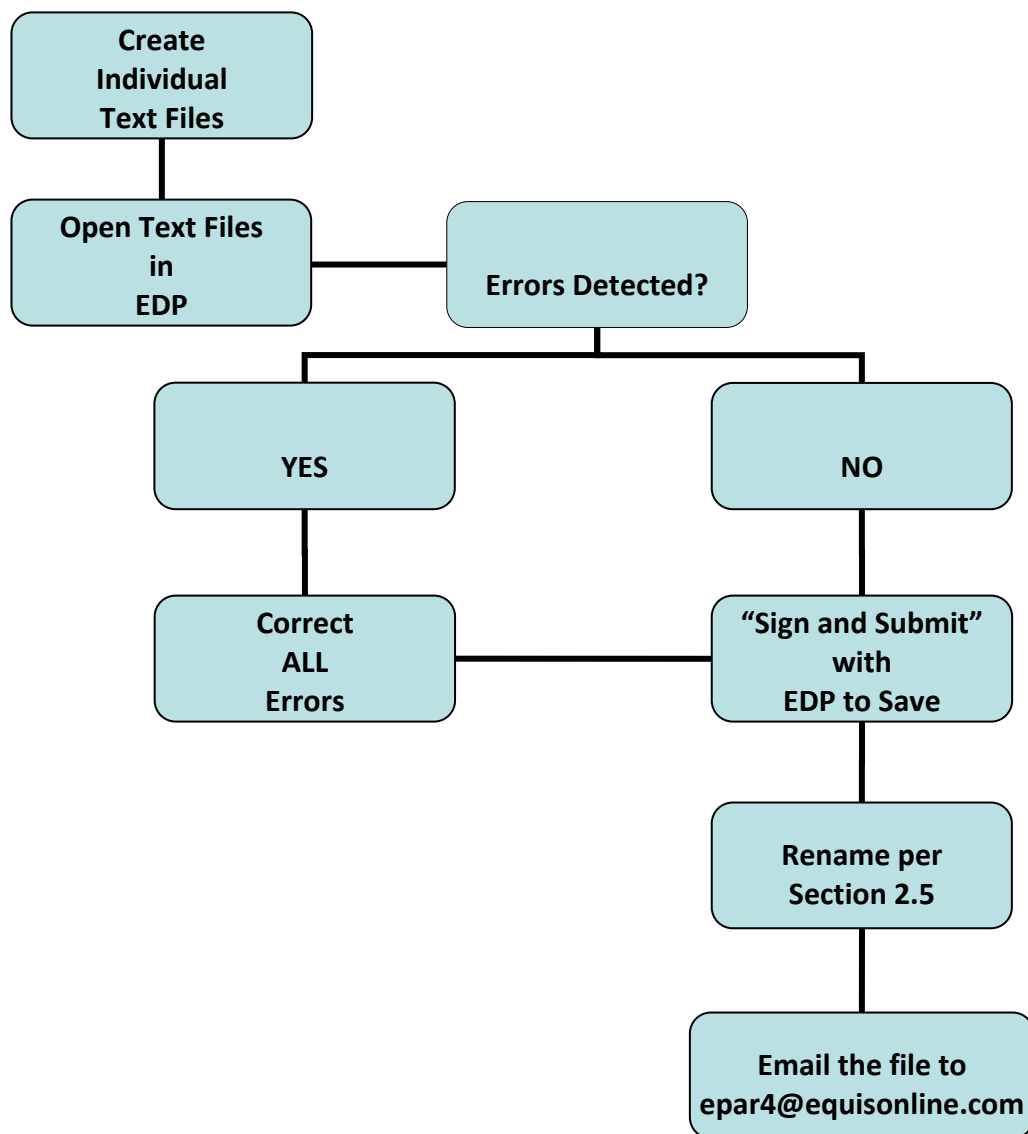 Create
Individual
Text Files
Open Text Files
in
EDP
Errors Detected?
YES
NO
Correct
ALL
Errors
“Sign and Submit”
with
EDP to Save
Rename per
Section 2.5
Email the file to
epar4@equisonline.com